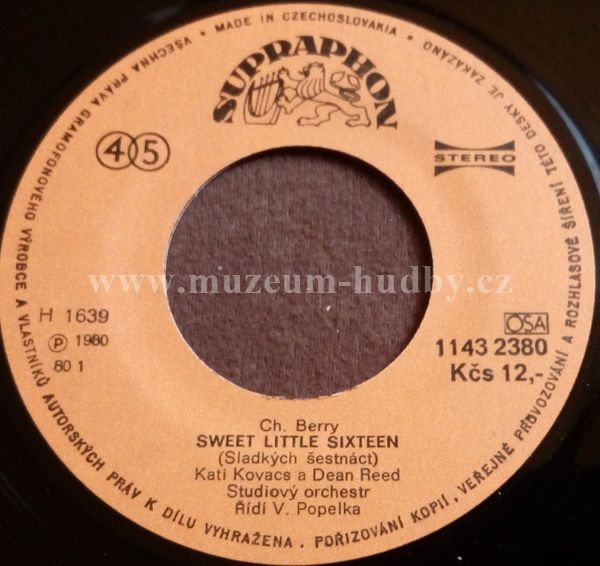 VŠECHNA PRÁVA GRAMOFONOVÉHO VÝROBCE A VLASTNÍKŮ AUTORSKÝCH PRÁV K DÍLU VYHRAŽENA . POŘIZOVÁNÍ KOPIÍ , VEŘEJNÉ PROVOZOVÁNÍ A ROZHLASOVÉ ŠÍŘENÍ TÉTO DESKY JE ZAKÁZÁNO
MADE IN CZECHOSLOVAKIA
SUPRAPHON
45
STEREO
www.muzeum-hudby.cz
H 1639
Ⓟ 1980
80 1
OSA
1143 2380
Kčs 12,-
Ch. Berry
SWEET LITTLE SIXTEEN
(Sladkých šestnáct)
Kati Kovacs a Dean Reed
Studiový orchestr
Řídí V. Popelka